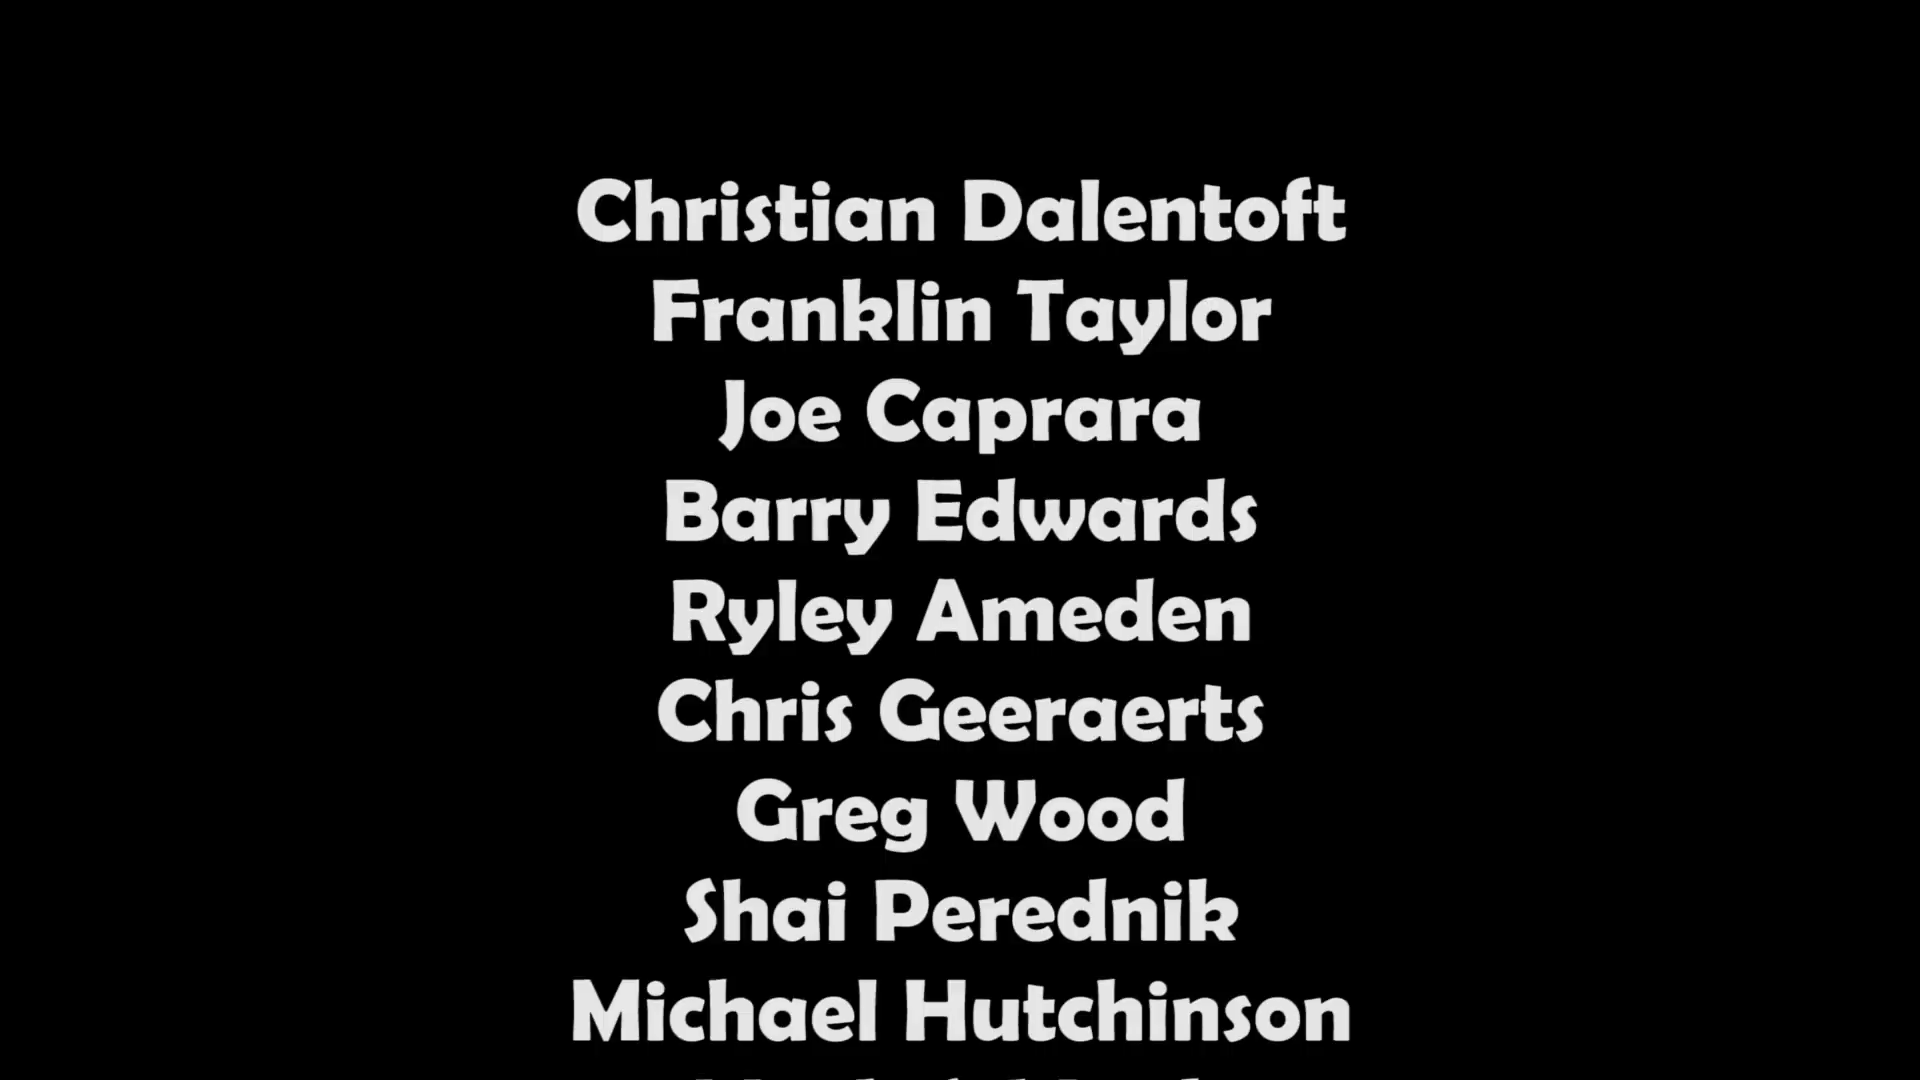 Christian Dalentoft
Franklin Taylor
Joe Caprara
Barry Edwards
Ryley Ameden
Chris Geeraerts
Greg Wood
Shai Perednik
Michael Hutchinson